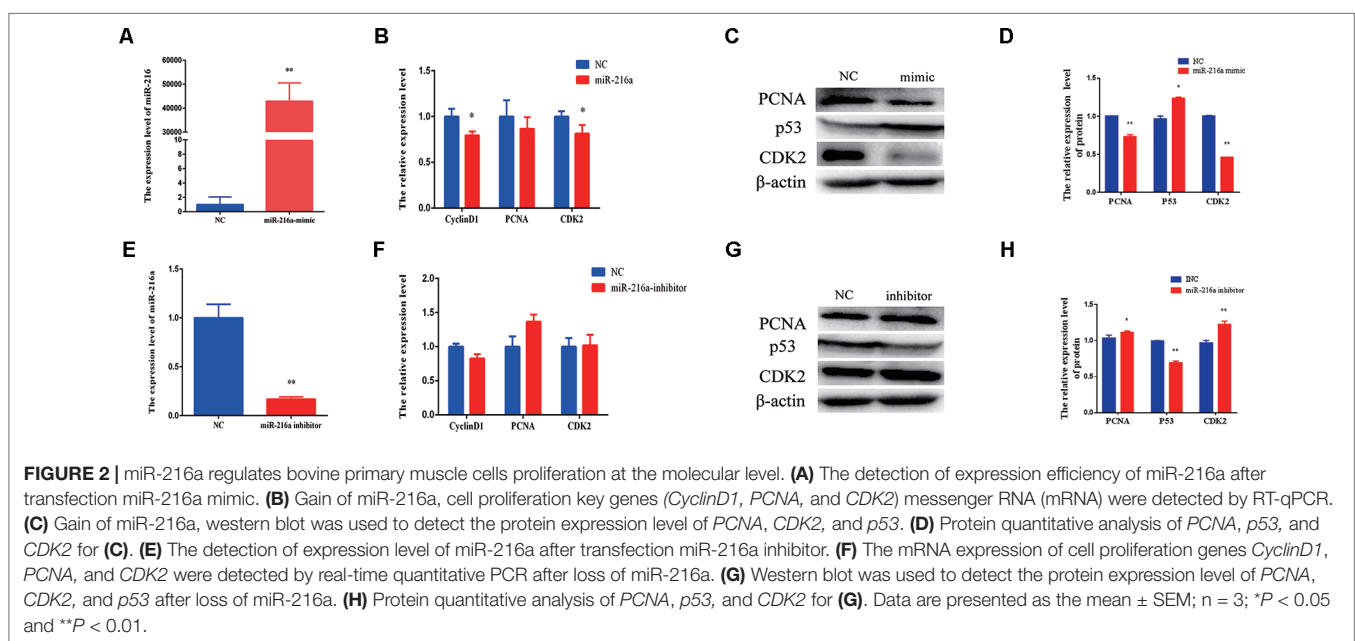 A
The expression level of miR-216
60000
50000
40000
30000
10
8
6
4
2
0
**
NC
miR-216a-mimic
B
The relative expression level
1.5
1.0
0.5
0.0
NC
miR-216a
*
*
CyclinD1
PCNA
CDK2
C
NC mimic
PCNA
p53
CDK2
β-actin
D
The relative expression level
of protein
1.5
1.0
0.5
0.0
NC
miR-216a mimic
**
*
**
PCNA
P53
CDK2
E
The expression level of miR-216a
1.5
1.0
0.5
0.0
**
NC
miR-216a inhibitor
F
The relative expression level
2.0
1.5
1.0
0.5
0.0
NC
miR-216a-inhibitor
CyclinD1
PCNA
CDK2
G
NC inhibitor
PCNA
p53
CDK2
β-actin
H
The relative expression level
of protein
1.5
1.0
0.5
0.0
INC
miR-216a inhibitor
*
**
**
PCNA
P53
CDK2
FIGURE 2 | miR-216a regulates bovine primary muscle cells proliferation at the molecular level. (A) The detection of expression efficiency of miR-216a after
transfection miR-216a mimic. (B) Gain of miR-216a, cell proliferation key genes (CyclinD1, PCNA, and CDK2) messenger RNA (mRNA) were detected by RT-qPCR.
(C) Gain of miR-216a, western blot was used to detect the protein expression level of PCNA, CDK2, and p53. (D) Protein quantitative analysis of PCNA, p53, and
CDK2 for (C). (E) The detection of expression level of miR-216a after transfection miR-216a inhibitor. (F) The mRNA expression of cell proliferation genes CyclinD1,
PCNA, and CDK2 were detected by real-time quantitative PCR after loss of miR-216a. (G) Western blot was used to detect the protein expression level of PCNA,
CDK2, and p53 after loss of miR-216a. (H) Protein quantitative analysis of PCNA, p53, and CDK2 for (G). Data are presented as the mean ± SEM; n = 3; *P < 0.05
and **P < 0.01.